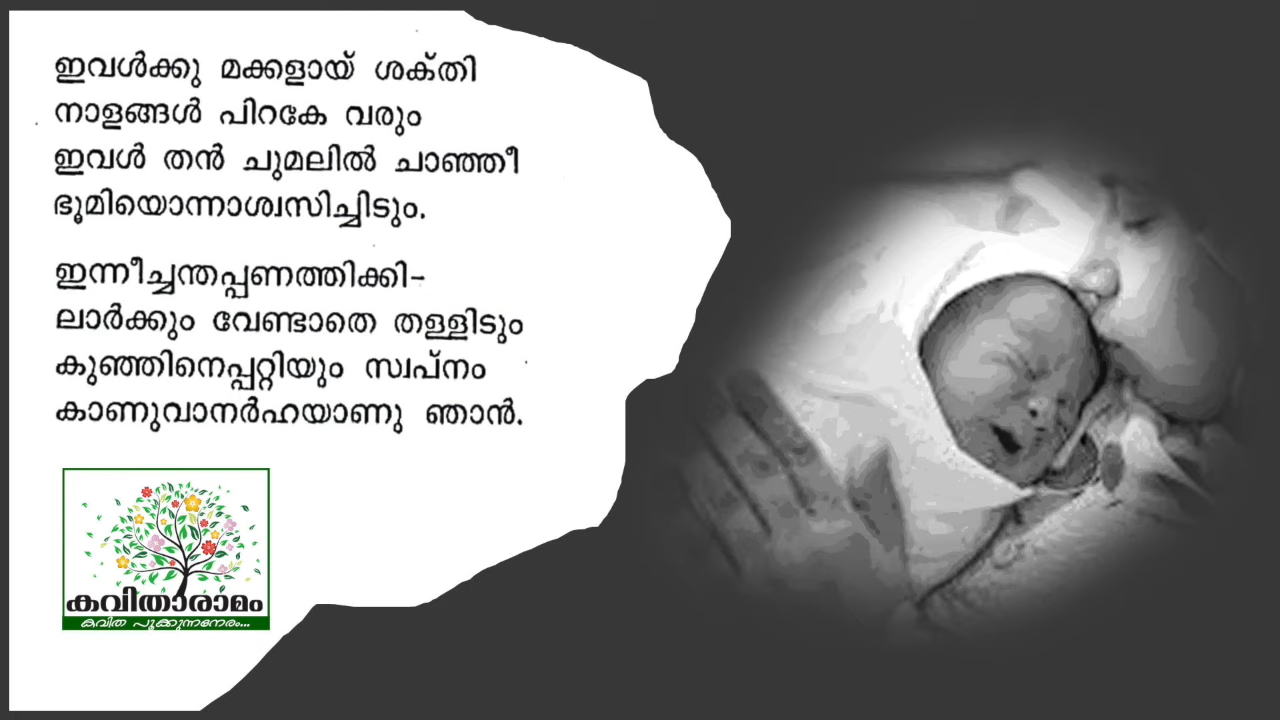 ഇവൾക്കു മക്കളായ് ശക്തി
നാളങ്ങൾ പിറകേ വരും
ഇവൾ തൻ ചുമലിൽ ചാഞ്ഞീ
ഭൂമിയൊന്നാശ്വസിച്ചിടും.
ഇന്നീച്ചന്തപ്പണത്തിക്കി-
ലാർക്കും വേണ്ടാതെ തള്ളിടും
കുഞ്ഞിനെപ്പറ്റിയും സ്വപ്നം
കാണുവാനർഹയാണു ഞാൻ.
കവിതാരാമം
കവിത പൂക്കുന്നനേരം...